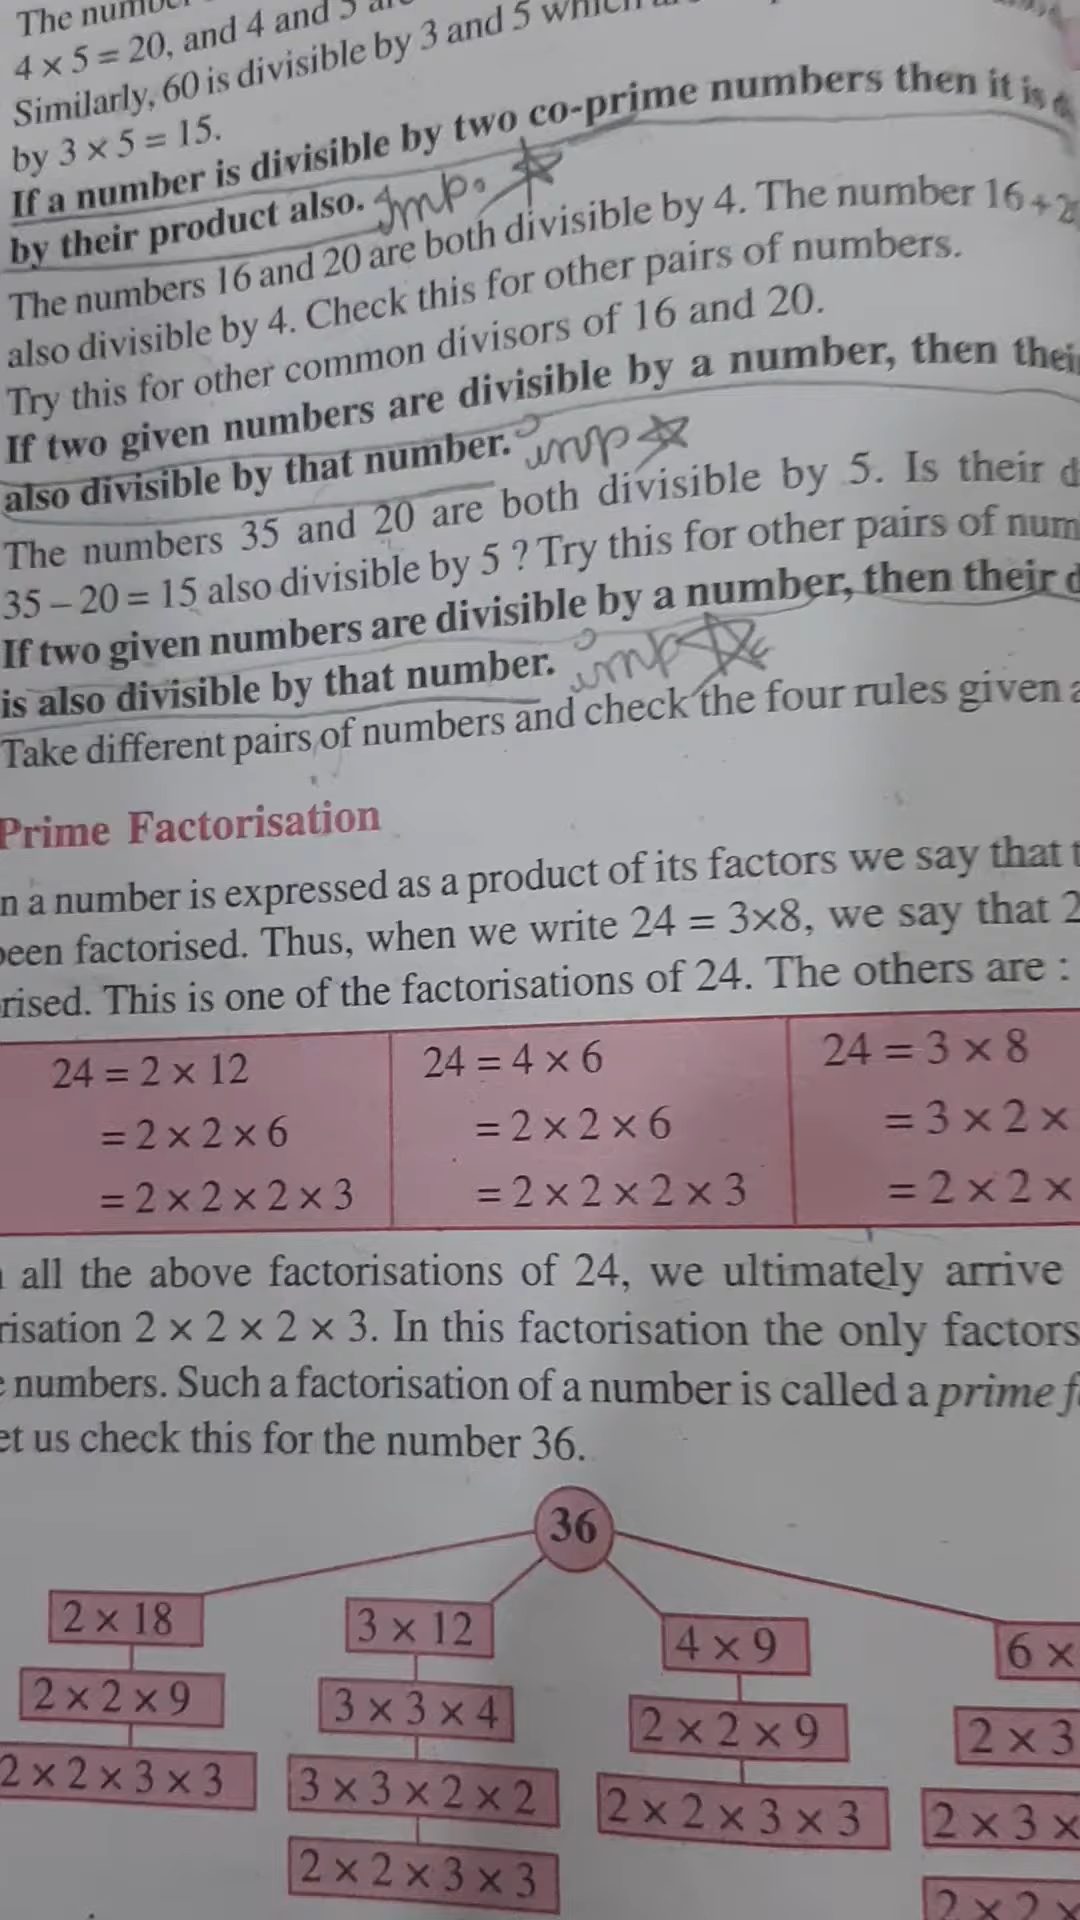 The number
4 × 5 = 20, and 4 and 5 are
Similarly, 60 is divisible by 3 and 5 which
by 3 × 5 = 15.
If a number is divisible by two co-prime numbers then it is
by their product also. Imp.
The numbers 16 and 20 are both divisible by 4. The number 16 + 2
also divisible by 4. Check this for other pairs of numbers.
Try this for other common divisors of 16 and 20.
If two given numbers are divisible by a number, then their
also divisible by that number. imp
The numbers 35 and 20 are both divisible by 5. Is their d
35 – 20 = 15 also divisible by 5 ? Try this for other pairs of num
If two given numbers are divisible by a number, then their d
is also divisible by that number. imp
Take different pairs of numbers and check the four rules given a
Prime Factorisation
n a number is expressed as a product of its factors we say that t
been factorised. Thus, when we write 24 = 3×8, we say that 2
rised. This is one of the factorisations of 24. The others are :
24 = 2 × 12
= 2 × 2 × 6
= 2 × 2 × 2 × 3
24 = 4 × 6
= 2 × 2 × 6
= 2 × 2 × 2 × 3
24 = 3 × 8
= 3 × 2 ×
= 2 × 2 ×
all the above factorisations of 24, we ultimately arrive
risation 2 × 2 × 2 × 3. In this factorisation the only factors
e numbers. Such a factorisation of a number is called a prime f
et us check this for the number 36.
36
2 × 18
2 × 2 × 9
2 × 2 × 3 × 3
3 × 12
3 × 3 × 4
3 × 3 × 2 × 2
2 × 2 × 3 × 3
4 × 9
2 × 2 × 9
2 × 2 × 3 × 3
6 ×
2 × 3
2 × 3 ×
2 × 2 ×